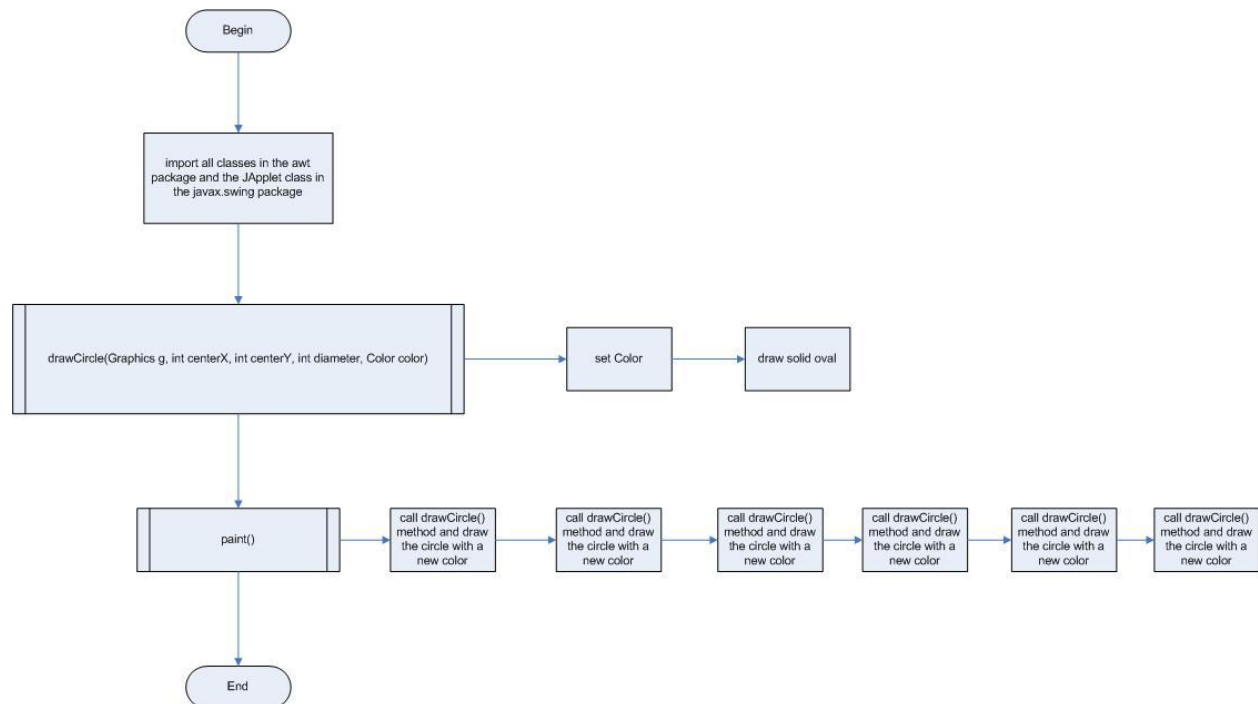 Begin
import all classes in the awt
package and the JApplet class in
the javax.swing package
drawCircle(Graphics g, int centerX, int centerY, int diameter, Color color)
set Color
draw solid oval
paint()
call drawCircle()
method and draw
the circle with a
new color
call drawCircle()
method and draw
the circle with a
new color
call drawCircle()
method and draw
the circle with a
new color
call drawCircle()
method and draw
the circle with a
new color
call drawCircle()
method and draw
the circle with a
new color
call drawCircle()
method and draw
the circle with a
new color
End